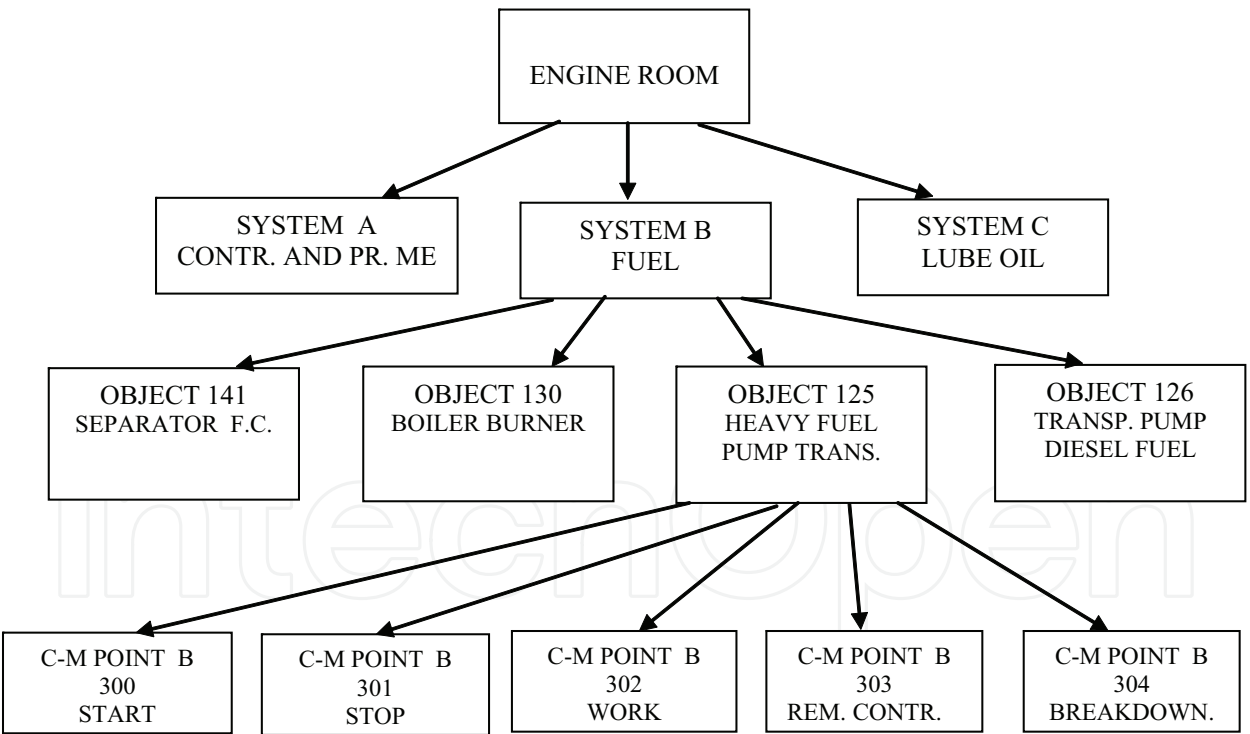 ENGINE ROOM
SYSTEM A
CONTR. AND PR. ME
SYSTEM B
FUEL
SYSTEM C
LUBE OIL
OBJECT 141
SEPARATOR F.C.
OBJECT 130
BOILER BURNER
OBJECT 125
HEAVY FUEL
PUMP TRANS.
OBJECT 126
TRANSP. PUMP
DIESEL FUEL
IntechOpen
C-M POINT B
300
START
C-M POINT B
301
STOP
C-M POINT B
302
WORK
C-M POINT B
303
REM. CONTR.
C-M POINT B
304
BREAKDOWN.